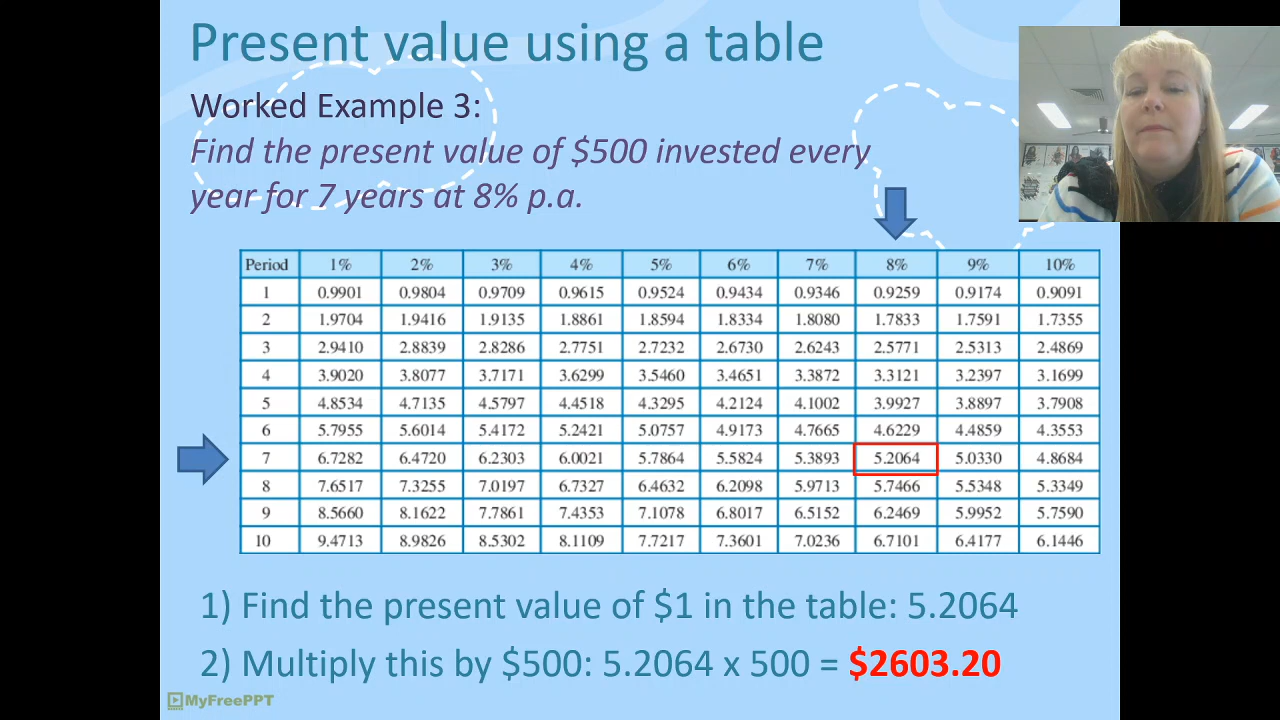 Present value using a table
Worked Example 3:
Find the present value of $500 invested every
year for 7 years at 8% p.a.
Period 1% 2% 3% 4% 5% 6% 7% 8% 9% 10%
1 0.9901 0.9804 0.9709 0.9615 0.9524 0.9434 0.9346 0.9259 0.9174 0.9091
2 1.9704 1.9416 1.9135 1.8861 1.8594 1.8334 1.8080 1.7833 1.7591 1.7355
3 2.9410 2.8839 2.8286 2.7751 2.7232 2.6730 2.6243 2.5771 2.5313 2.4869
4 3.9020 3.8077 3.7171 3.6299 3.5460 3.4651 3.3872 3.3121 3.2397 3.1699
5 4.8534 4.7135 4.5797 4.4518 4.3295 4.2124 4.1002 3.9927 3.8897 3.7908
6 5.7955 5.6014 5.4172 5.2421 5.0757 4.9173 4.7665 4.6229 4.4859 4.3553
7 6.7282 6.4720 6.2303 6.0021 5.7864 5.5824 5.3893 5.2064 5.0330 4.8684
8 7.6517 7.3255 7.0197 6.7327 6.4632 6.2098 5.9713 5.7466 5.5348 5.3349
9 8.5660 8.1622 7.7861 7.4353 7.1078 6.8017 6.5152 6.2469 5.9952 5.7590
10 9.4713 8.9826 8.5302 8.1109 7.7217 7.3601 7.0236 6.7101 6.4177 6.1446
1) Find the present value of $1 in the table: 5.2064
2) Multiply this by $500: 5.2064 x 500 = $2603.20
MyFreePPT